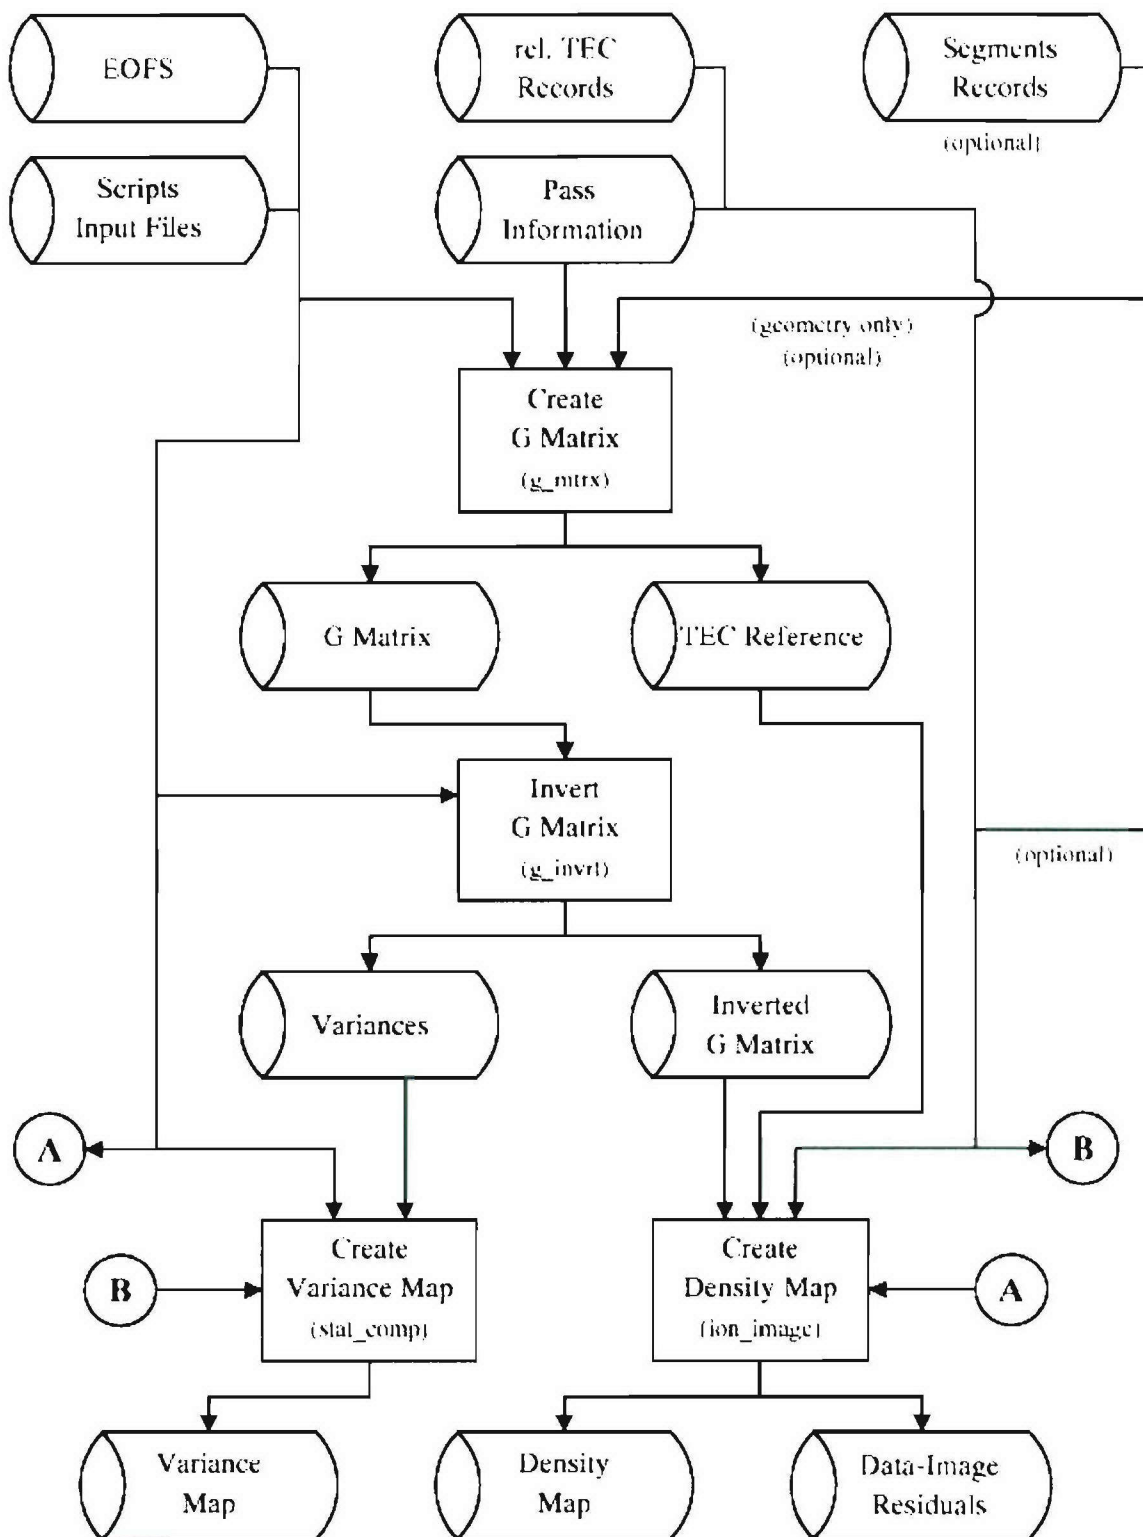 EOFS
rel. TEC
Records
Segments
Records
(optional)
Scripts
Input Files
Pass
Information
(geometry only)
(optional)
Create
G Matrix
(g_mtrx)
G Matrix
TEC Reference
Invert
G Matrix
(g_invrt)
(optional)
Variances
Inverted
G Matrix
A
B
Create
Variance Map
(stat_comp)
B
Create
Density Map
(ion_image)
A
Variance
Map
Density
Map
Data-Image
Residuals